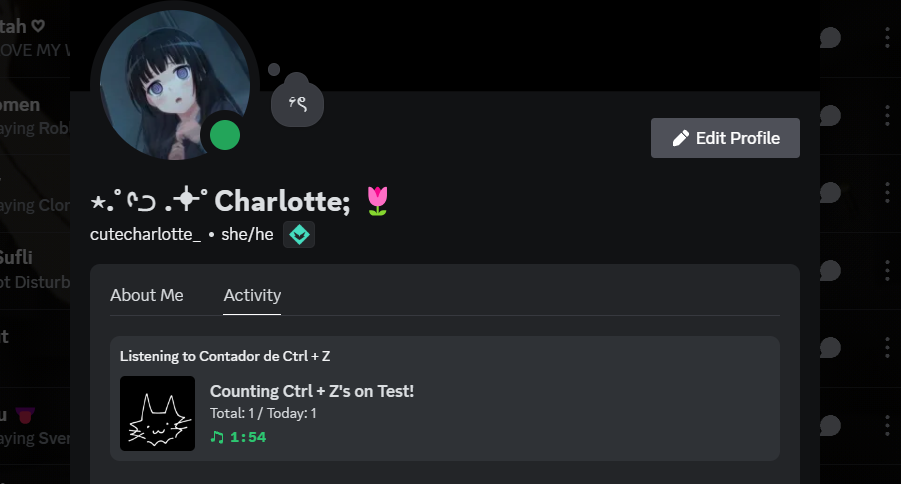 tah ♡
OVE MY W
omen
aying Rob
aying Clor
Sufli
ot Disturb
aying Sver
Edit Profile
⋆.˚ Charlotte; 🌷
cutecharlotte_ • she/he
About Me
Activity
Listening to Contador de Ctrl + Z
Counting Ctrl + Z's on Test!
Total: 1 / Today: 1
1:54